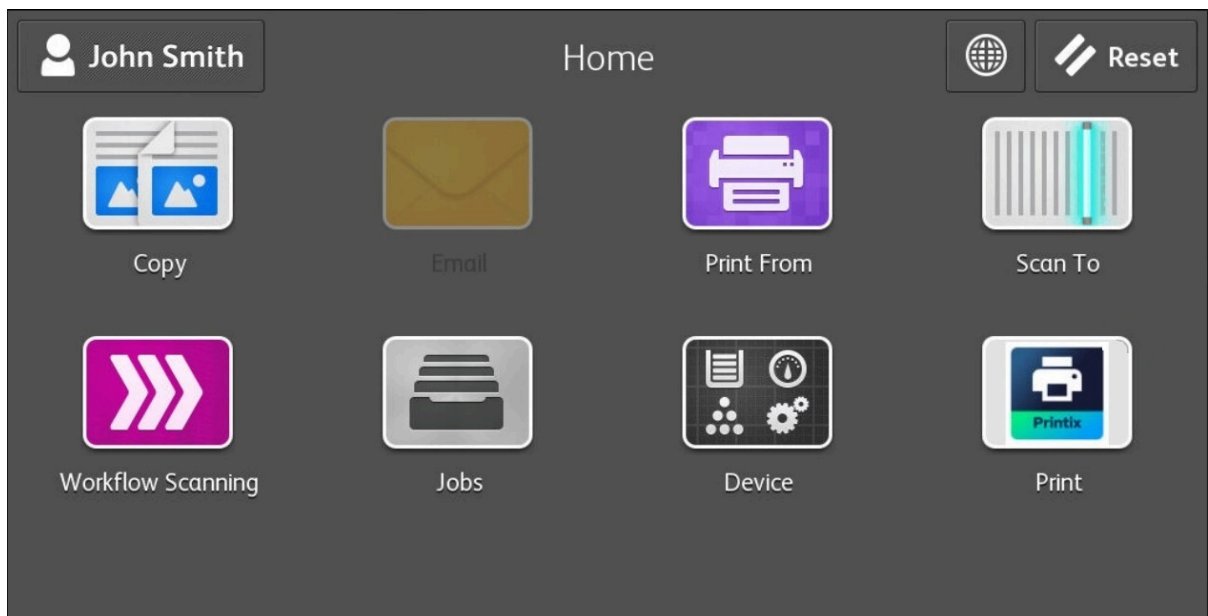 John Smith
Home
Reset
Copy
Email
Print From
Scan To
Printix
Workflow Scanning
Jobs
Device
Print